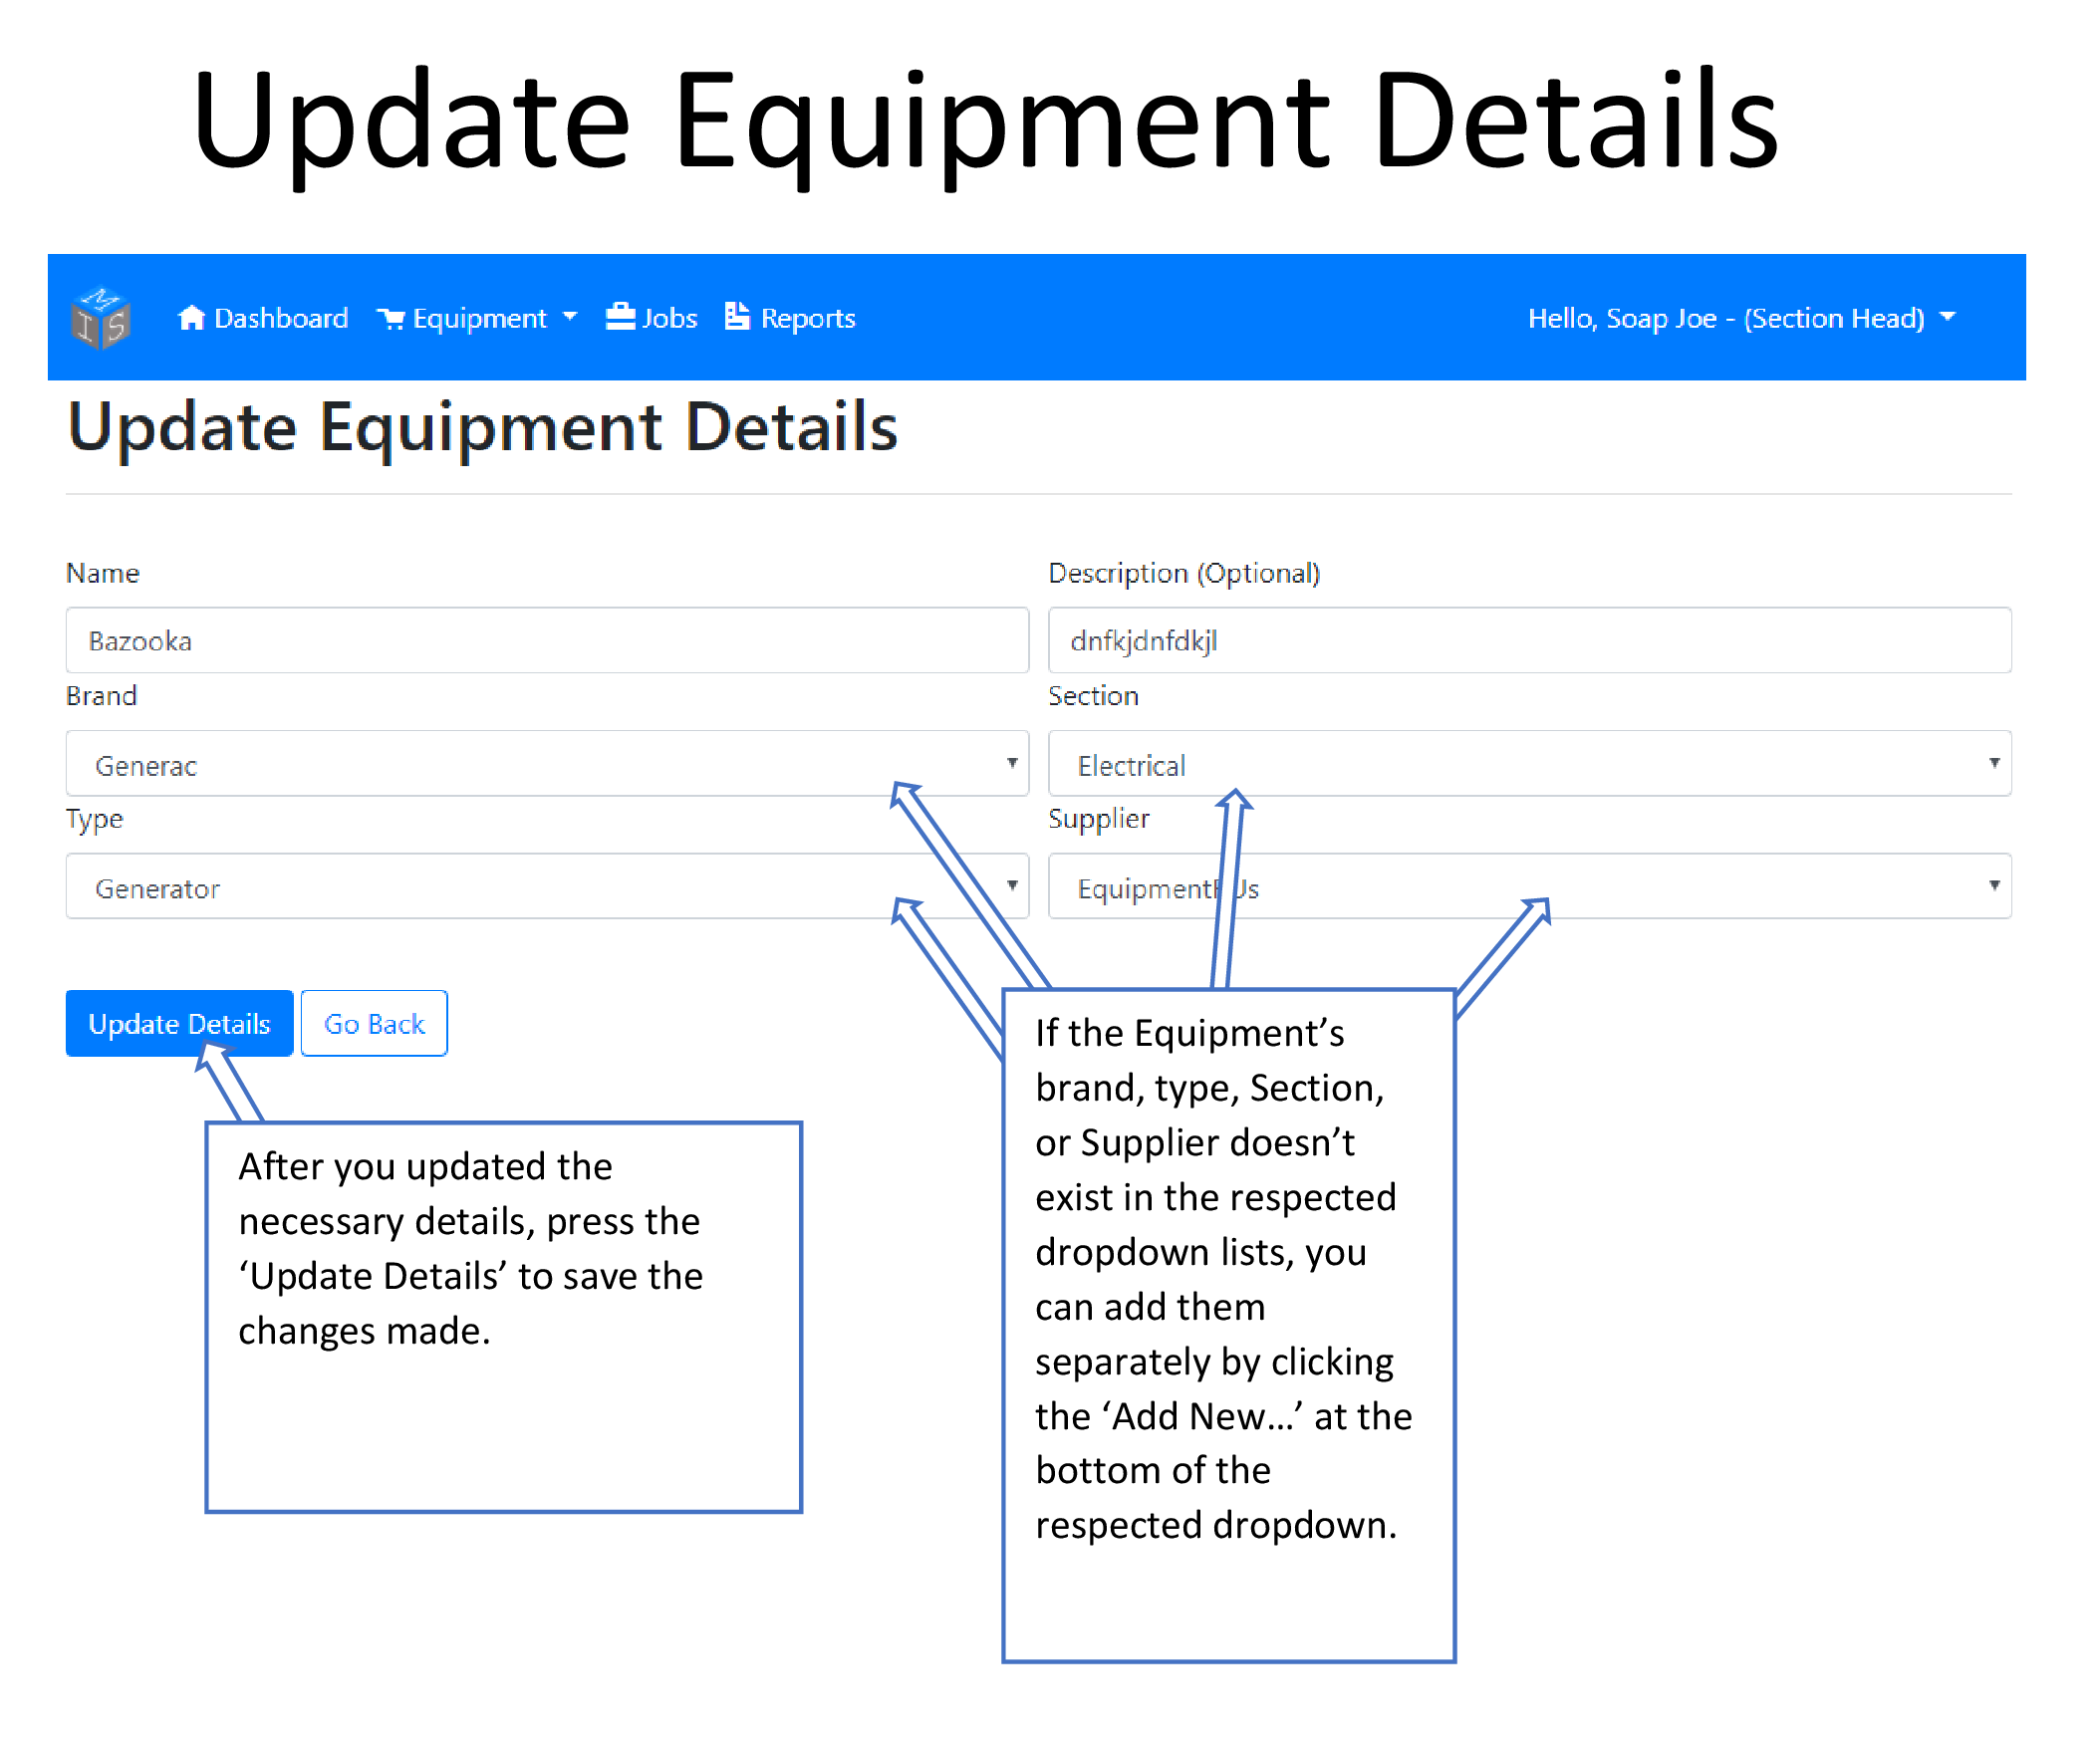 Update Equipment Details
MIS
Dashboard Equipment Jobs Reports Hello, Soap Joe - (Section Head)
Update Equipment Details
Name Description (Optional)
Bazooka dnfkjdnfdkjl
Brand Section
Generac Electrical
Type Supplier
Generator
Update Details Go Back
After you updated the
necessary details, press the
‘Update Details’ to save the
changes made.
If the Equipment’s
brand, type, Section,
or Supplier doesn’t
exist in the respected
dropdown lists, you
can add them
separately by clicking
the ‘Add New...’ at the
bottom of the
respected dropdown.